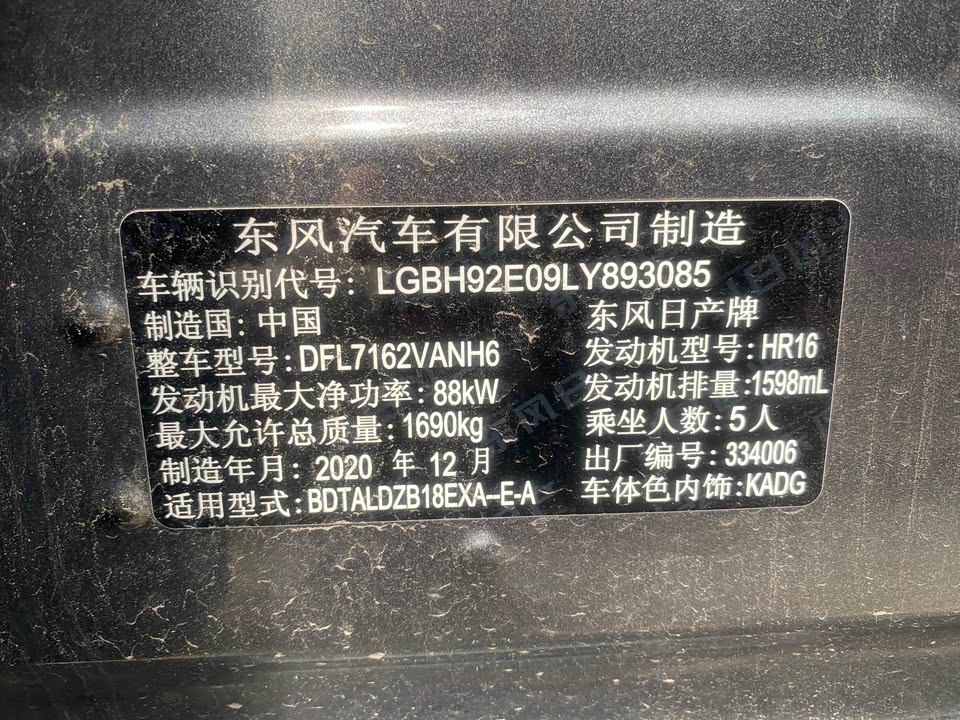 东风汽车有限公司制造
车辆识别代号: LGBH92E09LY893085
制造国: 中国 东风日产牌
整车型号: DFL7162VANH6 发动机型号: HR16
发动机最大净功率: 88kW 发动机排量: 1598mL
最大允许总质量: 1690kg 乘坐人数: 5人
制造年月: 2020 年 12 月 出厂编号: 334006
适用型式: BDTALDZB18EXA--E-A 车体色内饰: KADG